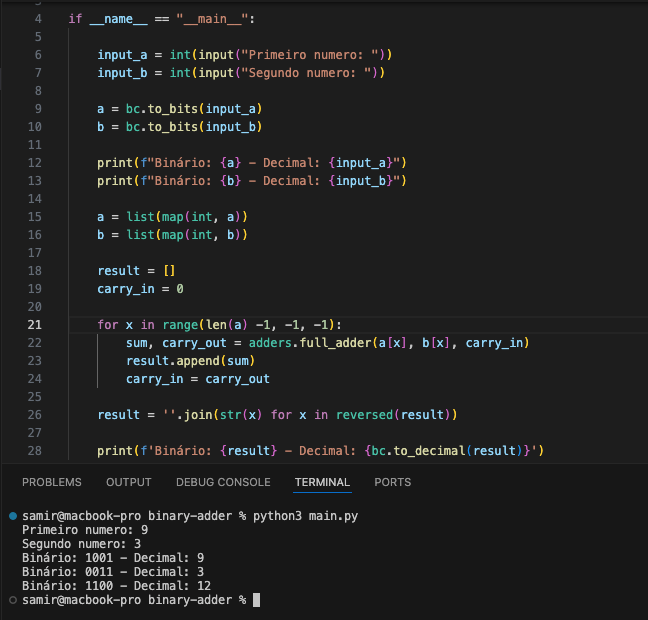 4 if __name__ == "__main__":
5
6 input_a = int(input("Primeiro numero: "))
7 input_b = int(input("Segundo numero: "))
8
9 a = bc.to_bits(input_a)
10 b = bc.to_bits(input_b)
11
12 print(f"Binário: {a} - Decimal: {input_a}")
13 print(f"Binário: {b} - Decimal: {input_b}")
14
15 a = list(map(int, a))
16 b = list(map(int, b))
17
18 result = []
19 carry_in = 0
20
21 for x in range(len(a) -1, -1, -1):
22 sum, carry_out = adders.full_adder(a[x], b[x], carry_in)
23 result.append(sum)
24 carry_in = carry_out
25
26 result = ''.join(str(x) for x in reversed(result))
27
28 print(f'Binário: {result} - Decimal: {bc.to_decimal(result)}')
PROBLEMS OUTPUT DEBUG CONSOLE TERMINAL PORTS
samir@macbook-pro binary-adder % python3 main.py
Primeiro numero: 9
Segundo numero: 3
Binário: 1001 - Decimal: 9
Binário: 0011 - Decimal: 3
Binário: 1100 - Decimal: 12
samir@macbook-pro binary-adder %